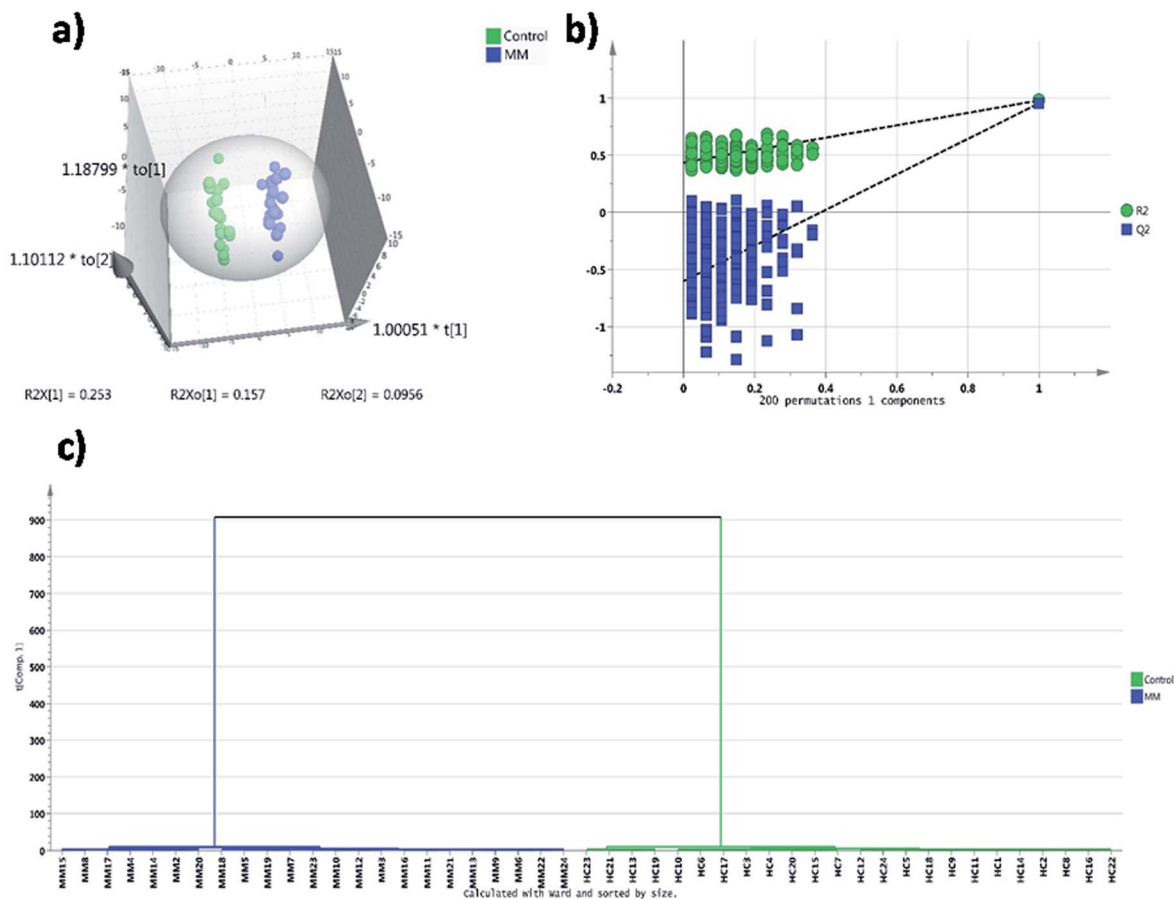 a)
Control
MM
1.18799 * to[1]
1.10112 * to[2]
1.00051 * t[1]
R2X[1] = 0.253 R2Xo[1] = 0.157 R2Xo[2] = 0.0956
b)
1
0.5
0
-0.5
-1
-0.2 0 0.2 0.4 0.6 0.8 1
200 permutations 1 components
R2
Q2
c)
t[Comp. 1]
900
800
700
600
500
400
300
200
100
0
MM15 MM8 MM17 MM4 MM14 MM2 MM20 MM18 MM5 MM19 MM7 MM23 MM10 MM12 MM3 MM16 MM11 MM21 MM13 MM9 MM6 MM22 MM24 HC23 HC21 HC13 HC19 HC10 HC6 HC17 HC3 HC4 HC20 HC15 HC7 HC24 HC5 HC18 HC9 HC11 HC1 HC14 HC2 HC8 HC16 HC22
Calculated with Ward and sorted by size.
Control
MM